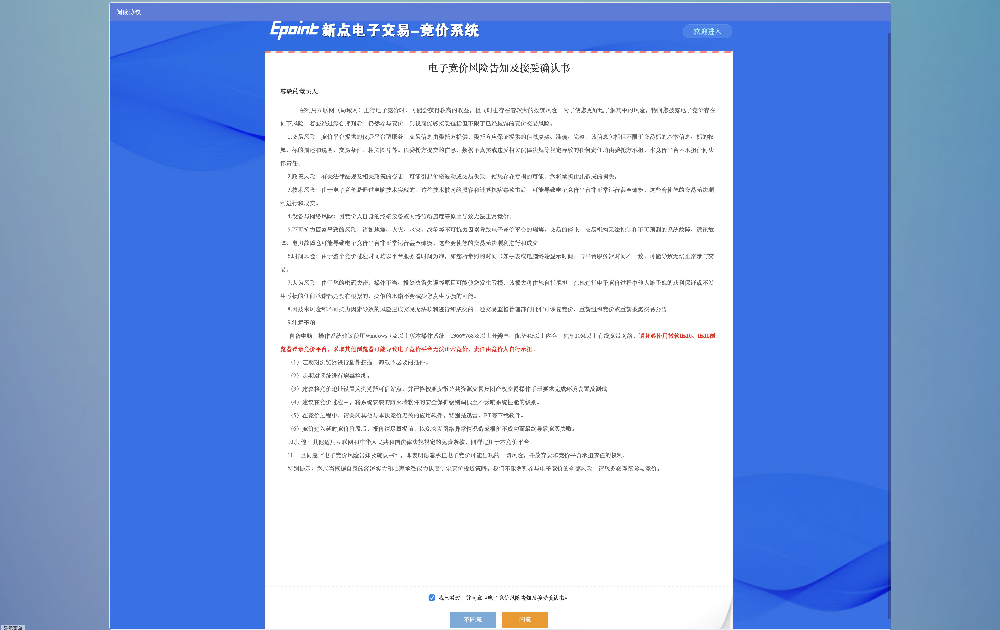 阅读协议
Epoint 新点电子交易-竞价系统
欢迎进入
电子竞价风险告知及接受确认书
尊敬的竞买人
在利用互联网（局域网）进行电子竞价时，可能会获得较高的收益，但同时也存在着较大的投资风险。为了使您更好地了解其中的风险，特向您披露电子竞价存在
如下风险，若您经过综合评判后，仍然参与竞价，则视同能够接受包括但不限于已经披露的竞价交易风险。
1.交易风险：竞价平台提供的仅是平台型服务，交易信息由委托方提供，委托方应保证提供的信息真实、准确、完整，该信息包括但不限于交易标的基本信息、标的权
属、标的描述和说明、交易条件、相关图片等。因委托方提交的信息、数据不真实或违反相关法律法规等规定导致的任何责任均由委托方承担，本竞价平台不承担任何法
律责任。
2.政策风险：有关法律法规及相关政策的变更，可能引起价格波动或交易失败，使您存在亏损的可能，您将承担由此造成的损失。
3.技术风险：由于电子竞价是通过电脑技术实现的，这些技术被网络黑客和计算机病毒攻击后，可能导致电子竞价平台非正常运行甚至瘫痪，这些会使您的交易无法顺
利进行和成交。
4.设备与网络风险：因竞价人自身的终端设备或网络传输速度等原因导致无法正常竞价。
5.不可抗力因素导致的风险：诸如地震、火灾、水灾、战争等不可抗力因素导致电子竞价平台的瘫痪、交易的停止；交易机构无法控制和不可预测的系统故障、通讯故
障、电力故障也可能导致电子竞价平台非正常运行甚至瘫痪，这些会使您的交易无法顺利进行和成交。
6.时间风险：由于整个竞价过程时间均以平台服务器时间为准，如您所参照的时间（如手表或电脑终端显示时间）与平台服务器时间不一致，可能导致无法正常参与交
易。
7.人为风险：由于您的密码失密、操作不当、投资决策失误等原因可能使您发生亏损，该损失将由您自行承担，在您进行电子竞价过程中他人给予您的获利保证或不发
生亏损的任何承诺都是没有根据的，类似的承诺不会减少您发生亏损的可能。
8.因技术风险和不可抗力因素导致的风险造成交易无法顺利进行和成交的，经交易监督管理部门批准可恢复竞价、重新组织竞价或重新披露交易公告。
9.注意事项
自备电脑，操作系统建议使用Windows 7及以上版本操作系统，1366*768及以上分辨率，配备4G以上内存，独享10M以上有线宽带网络，请务必使用微软IE10、IE11浏
览器登录竞价平台，采取其他浏览器可能导致电子竞价平台无法正常竞价，责任由竞价人自行承担。
（1）定期对浏览器进行插件扫描，卸载不必要的插件。
（2）定期对系统进行病毒检测。
（3）建议将竞价地址设置为浏览器可信站点，并严格按照安徽公共资源交易集团产权交易操作手册要求完成环境设置及测试。
（4）建议在竞价过程中，将系统安装的防火墙软件的安全保护级别调低至不影响系统性能的级别。
（5）在竞价过程中，请关闭其他与本次竞价无关的应用软件，特别是迅雷、BT等下载软件。
（6）竞价进入延时竞价阶段后，报价请尽量提前，以免突发网络异常情况造成报价不成功而最终导致竞买失败。
10.其他：其他适用互联网和中华人民共和国法律法规规定的免责条款，同样适用于本竞价平台。
11.一旦同意《电子竞价风险告知及确认书》，即表明愿意承担电子竞价可能出现的一切风险，并放弃要求竞价平台承担责任的权利。
特别提示：您应当根据自身的经济实力和心理承受能力认真制定竞价投资策略。我们不能罗列参与电子竞价的全部风险，请您务必谨慎参与竞价。
我已看过，并同意《电子竞价风险告知及接受确认书》
不同意
同意
显示菜单